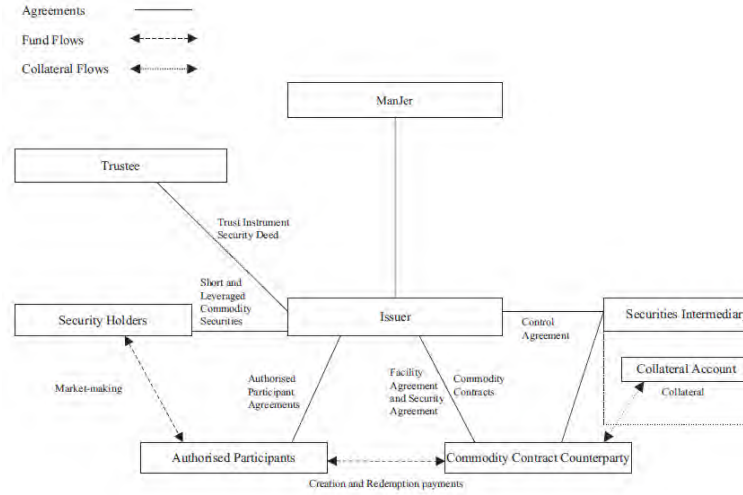 Agreements
Fund Flows
Collateral Flows
ManJer
Trustee
Trust Instrument
Security Deed
Short and
Leveraged
Commodity
Securities
Security Holders
Issuer
Control
Agreement
Securities Intermediary
Collateral Account
Collateral
Market-making
Authorised
Participant
Agreements
Facility
Agreement
and Security
Agreement
Commodity
Contracts
Authorised Participants
Commodity Contract Counterparty
Creation and Redemption payments